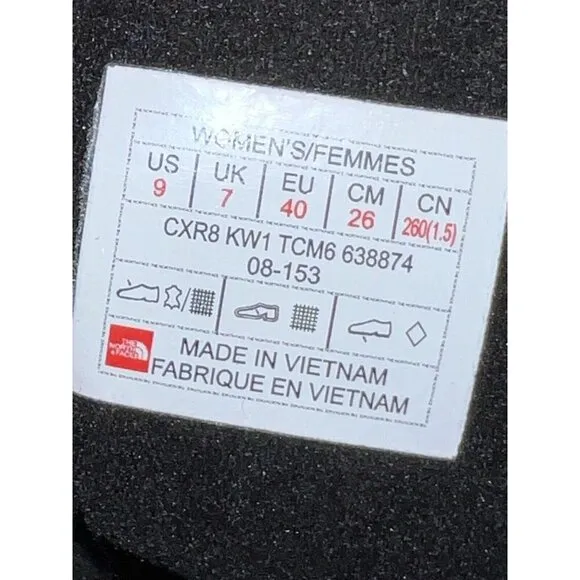 WOMEN'S/FEMMES
US UK EU CM CN
9 7 40 26 260(1.5)
CXR8 KW1 TCM6 638874
08-153
THE
NORTH
FACE
MADE IN VIETNAM
FABRIQUE EN VIETNAM